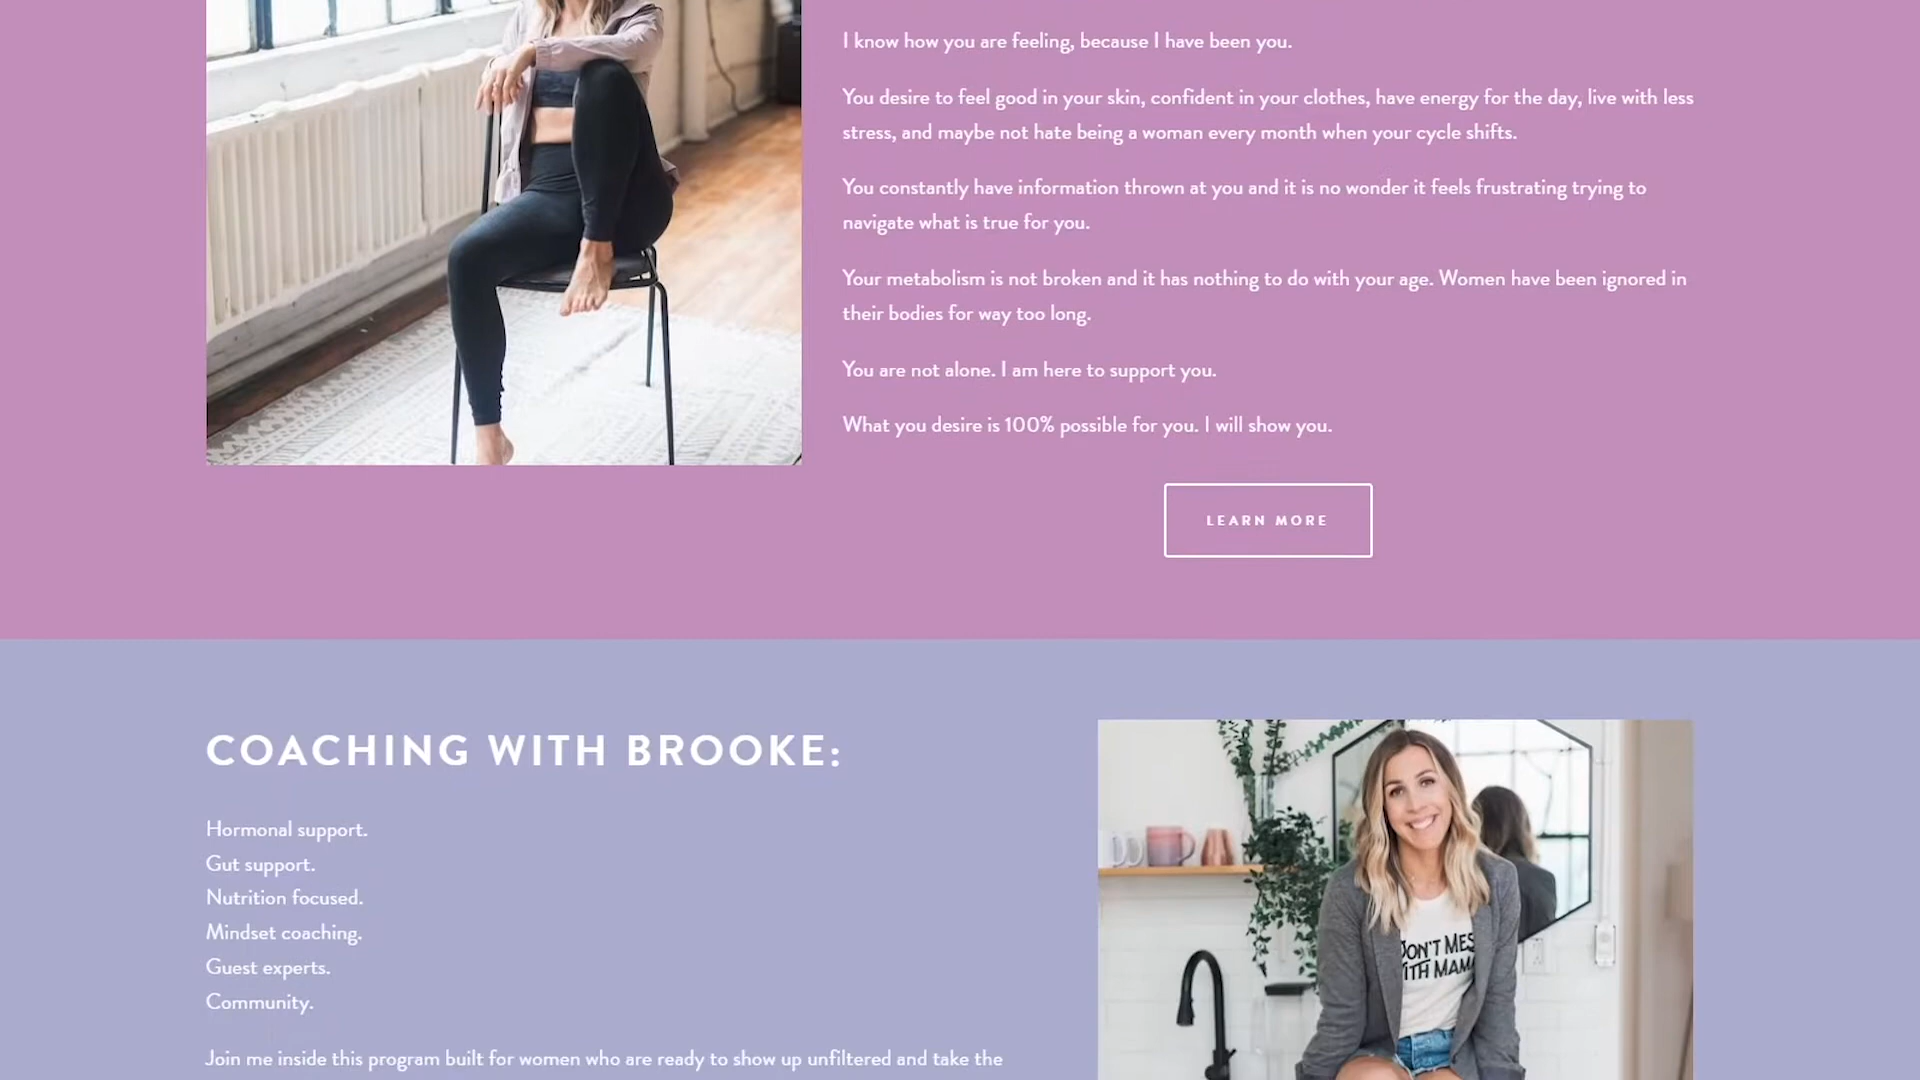 I know how you are feeling, because I have been you.
You desire to feel good in your skin, confident in your clothes, have energy for the day, live with less
stress, and maybe not hate being a woman every month when your cycle shifts.
You constantly have information thrown at you and it is no wonder it feels frustrating trying to
navigate what is true for you.
Your metabolism is not broken and it has nothing to do with your age. Women have been ignored in
their bodies for way too long.
You are not alone. I am here to support you.
What you desire is 100% possible for you. I will show you.
LEARN MORE
COACHING WITH BROOKE:
Hormonal support.
Gut support.
Nutrition focused.
Mindset coaching.
Guest experts.
Community.
Join me inside this program built for women who are ready to show up unfiltered and take the
DON'T MES
ITH MAMA